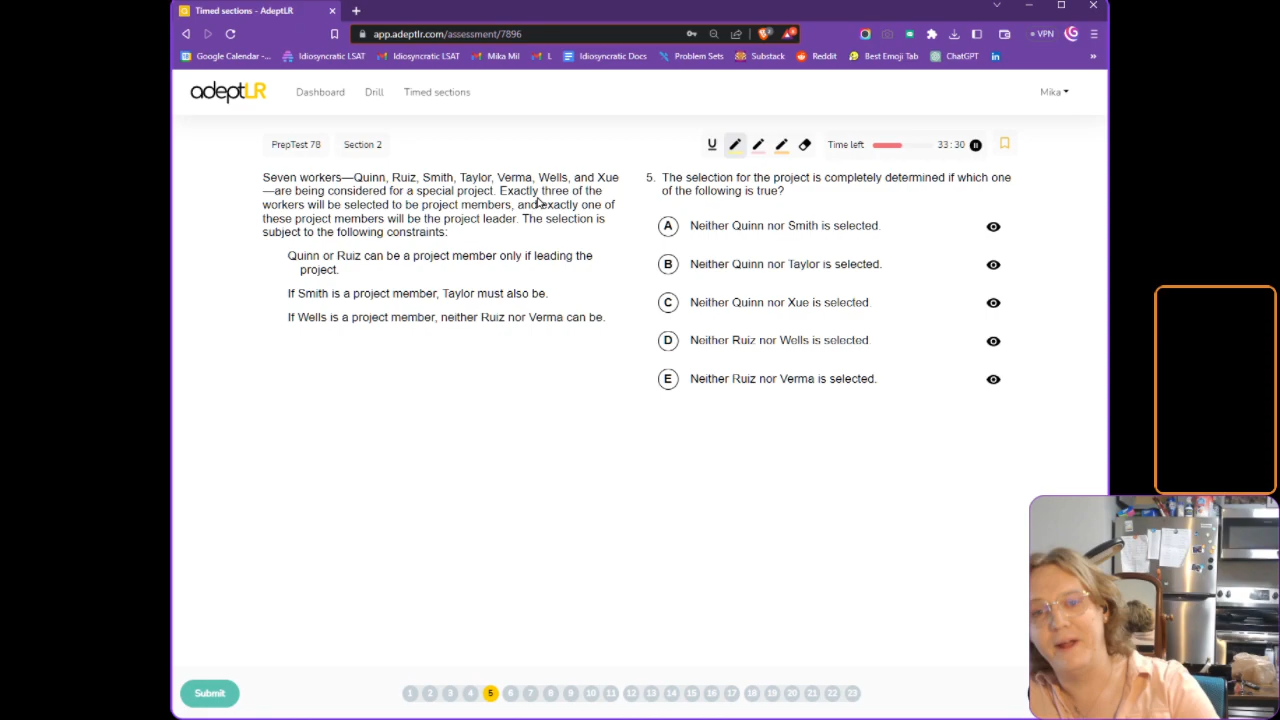 Timed sections - AdeptLR
app.adeptlr.com/assessment/7896
VPN
Google Calendar -...
Idiosyncratic LSAT
Idiosyncratic LSAT
Mika Mil
L
Idiosyncratic Docs
Problem Sets
Substack
Reddit
Best Emoji Tab
ChatGPT
adeptLR
Dashboard
Drill
Timed sections
Mika
PrepTest 78
Section 2
Time left
33:30
Seven workers—Quinn, Ruiz, Smith, Taylor, Verma, Wells, and Xue
—are being considered for a special project. Exactly three of the
workers will be selected to be project members, and exactly one of
these project members will be the project leader. The selection is
subject to the following constraints:
Quinn or Ruiz can be a project member only if leading the
project.
If Smith is a project member, Taylor must also be.
If Wells is a project member, neither Ruiz nor Verma can be.
5. The selection for the project is completely determined if which one
of the following is true?
A Neither Quinn nor Smith is selected.
B Neither Quinn nor Taylor is selected.
C Neither Quinn nor Xue is selected.
D Neither Ruiz nor Wells is selected.
E Neither Ruiz nor Verma is selected.
Submit
1 2 3 4 5 6 7 8 9 10 11 12 13 14 15 16 17 18 19 20 21 22 23